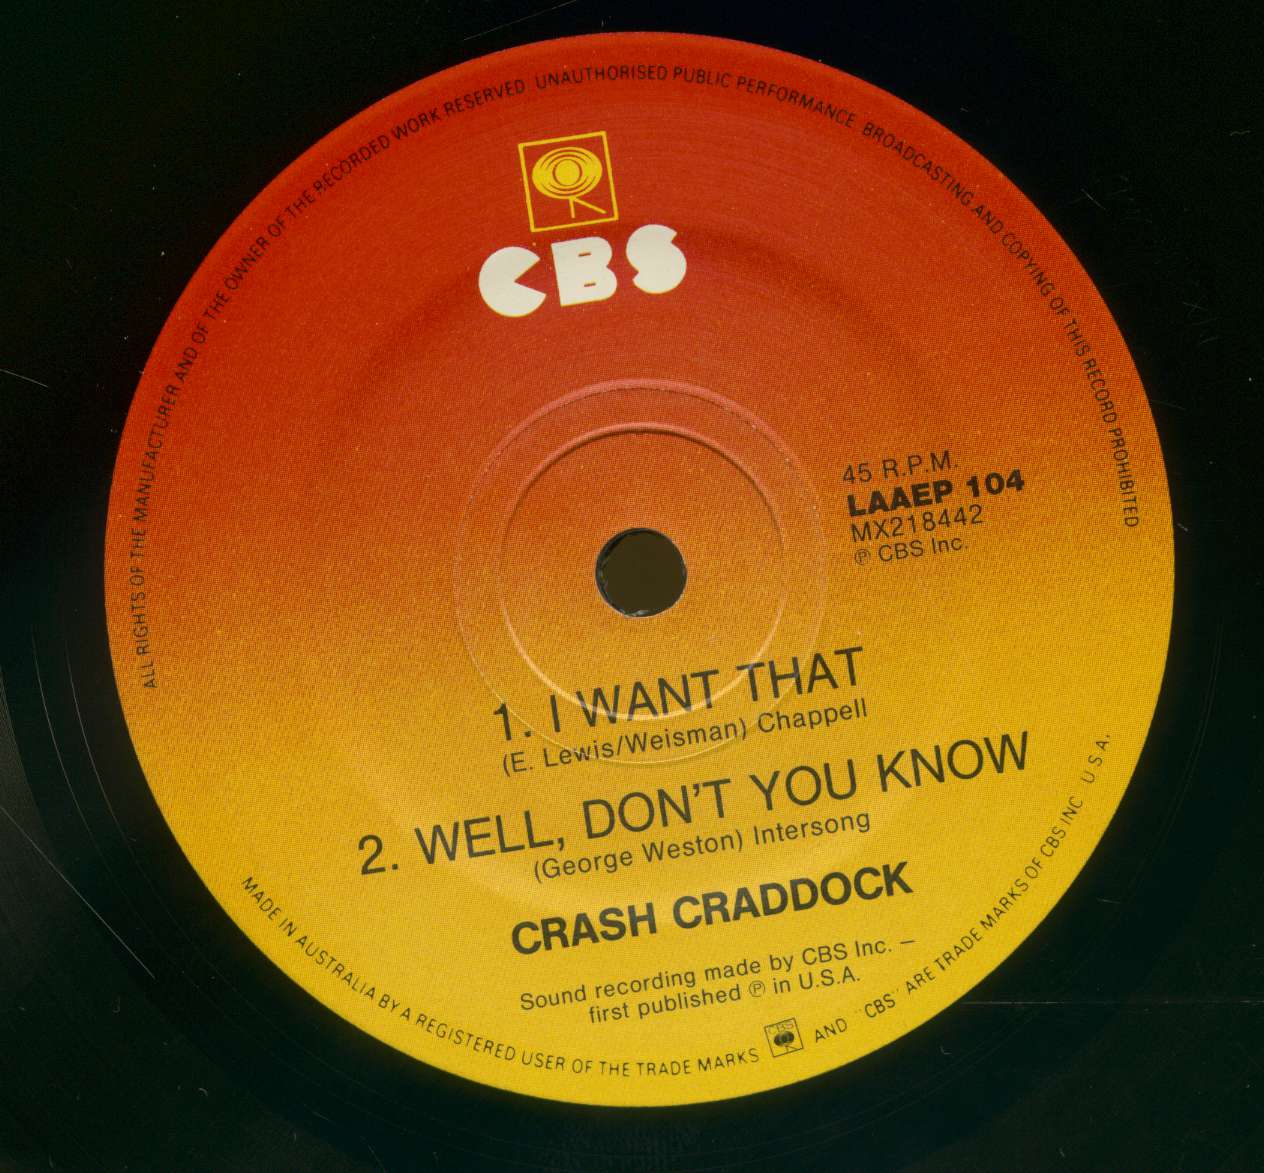 ALL RIGHTS OF THE MANUFACTURER AND OF THE OWNER OF THE RECORDED WORK RESERVED UNAUTHORISED PUBLIC PERFORMANCE BROADCASTING AND COPYING OF THIS RECORD PROHIBITED
CBS
45 R.P.M.
LAAEP 104
MX218442
℗ CBS Inc.
1. I WANT THAT
(E. Lewis/Weisman) Chappell
2. WELL, DON'T YOU KNOW
(George Weston) Intersong
CRASH CRADDOCK
Sound recording made by CBS Inc. –
first published ℗ in U.S.A.
MADE IN AUSTRALIA BY A REGISTERED USER OF THE TRADE MARKS CBS AND "CBS" ARE TRADE MARKS OF CBS INC U.S.A.